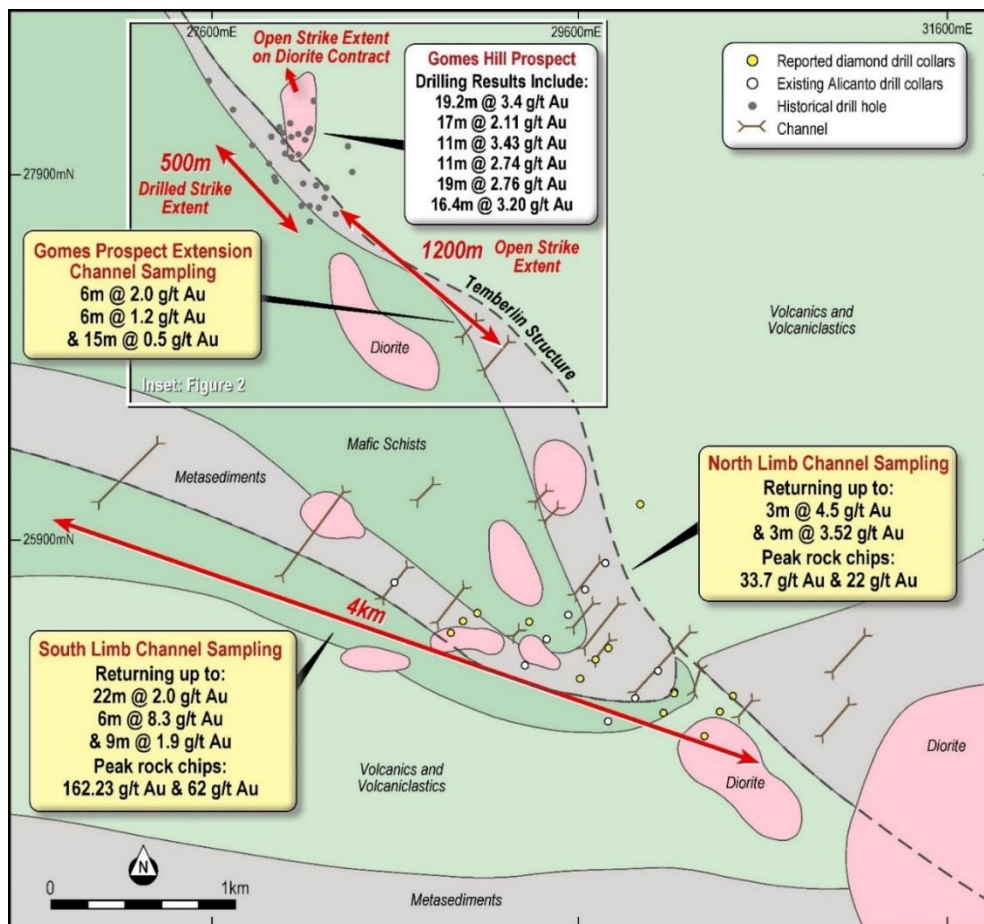 27600mE
29600mE
31600mE
Open Strike Extent
on Diorite Contract
Gomes Hill Prospect
Drilling Results Include:
19.2m @ 3.4 g/t Au
17m @ 2.11 g/t Au
11m @ 3.43 g/t Au
11m @ 2.74 g/t Au
19m @ 2.76 g/t Au
16.4m @ 3.20 g/t Au
Reported diamond drill collars
Existing Alicanto drill collars
Historical drill hole
Channel
27900mN
500m
Drilled Strike
Extent
Gomes Prospect Extension
Channel Sampling
6m @ 2.0 g/t Au
6m @ 1.2 g/t Au
& 15m @ 0.5 g/t Au
1200m Open Strike
Extent
Temberlin Structure
Volcanics and
Volcaniclastics
Diorite
Inset: Figure 2
Mafic Schists
Metasediments
North Limb Channel Sampling
Returning up to:
3m @ 4.5 g/t Au
& 3m @ 3.52 g/t Au
Peak rock chips:
33.7 g/t Au & 22 g/t Au
25900mN
4km
South Limb Channel Sampling
Returning up to:
22m @ 2.0 g/t Au
6m @ 8.3 g/t Au
& 9m @ 1.9 g/t Au
Peak rock chips:
162.23 g/t Au & 62 g/t Au
Volcanics and
Volcaniclastics
Diorite
Diorite
N
0 1km
Metasediments